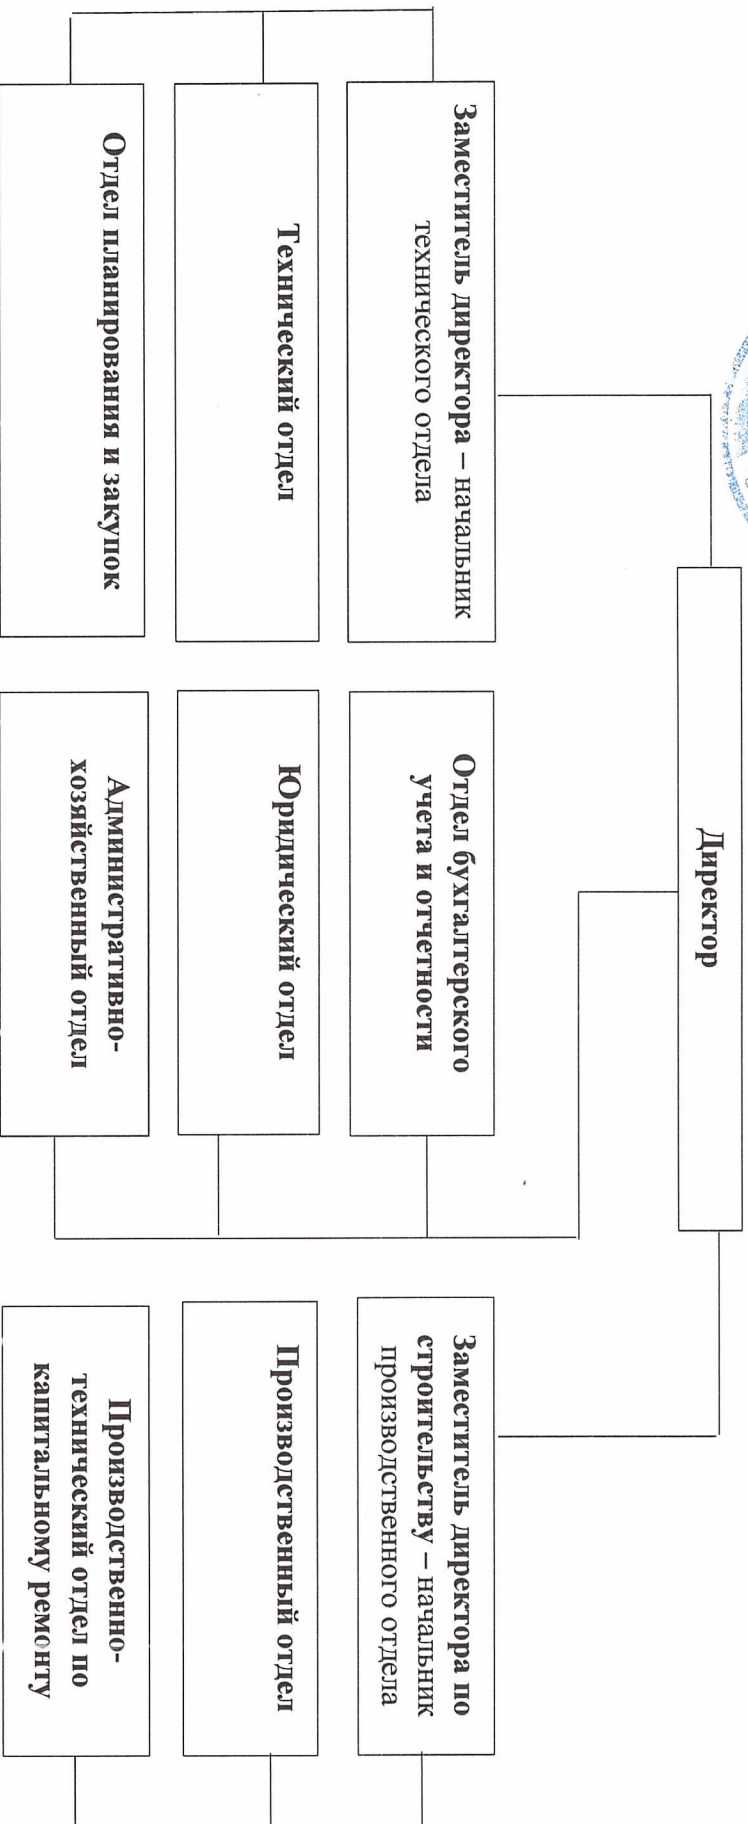 Директор
Заместитель директора – начальник
технического отдела
Технический отдел
Отдел планирования и закупок
Отдел бухгалтерского
учета и отчетности
Юридический отдел
Административно-
хозяйственный отдел
Заместитель директора по
строительству – начальник
производственного отдела
Производственный отдел
Производственно-
технический отдел по
капитальному ремонту